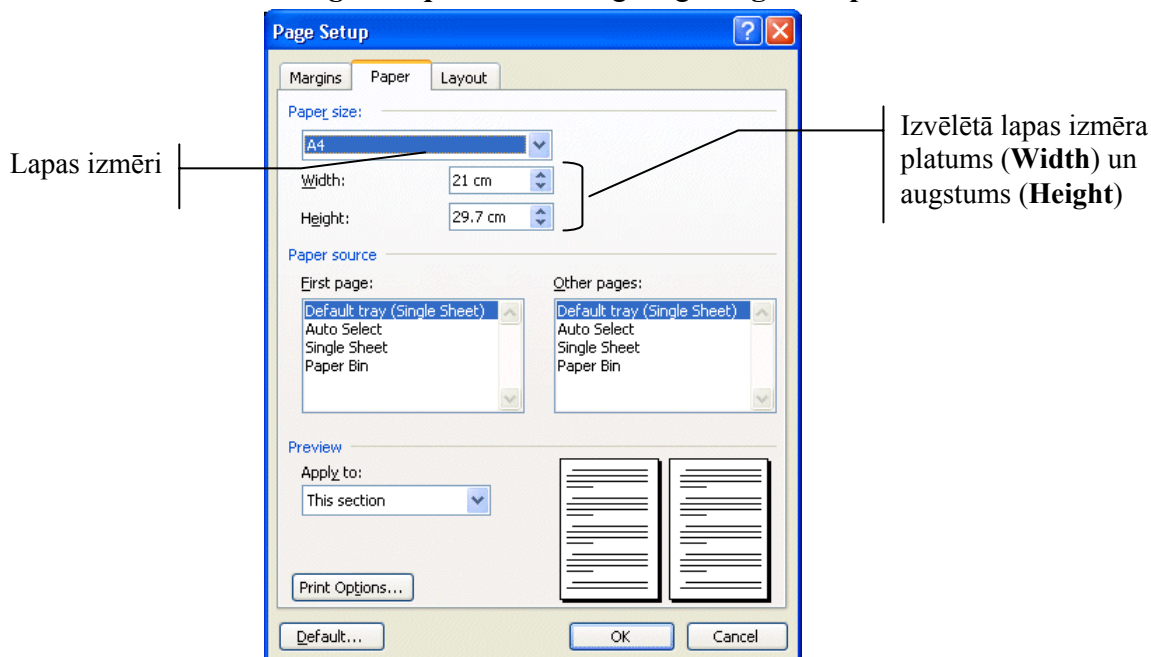 Page Setup
Margins Paper Layout
Paper size:
A4
Width: 21 cm
Height: 29.7 cm
Lapas izmēri
Izvēlētā lapas izmēra
platums (Width) un
augstums (Height)
Paper source
First page: Other pages:
Default tray (Single Sheet) Default tray (Single Sheet)
Auto Select Auto Select
Single Sheet Single Sheet
Paper Bin Paper Bin
Preview
Apply to:
This section
Print Options...
Default... OK Cancel